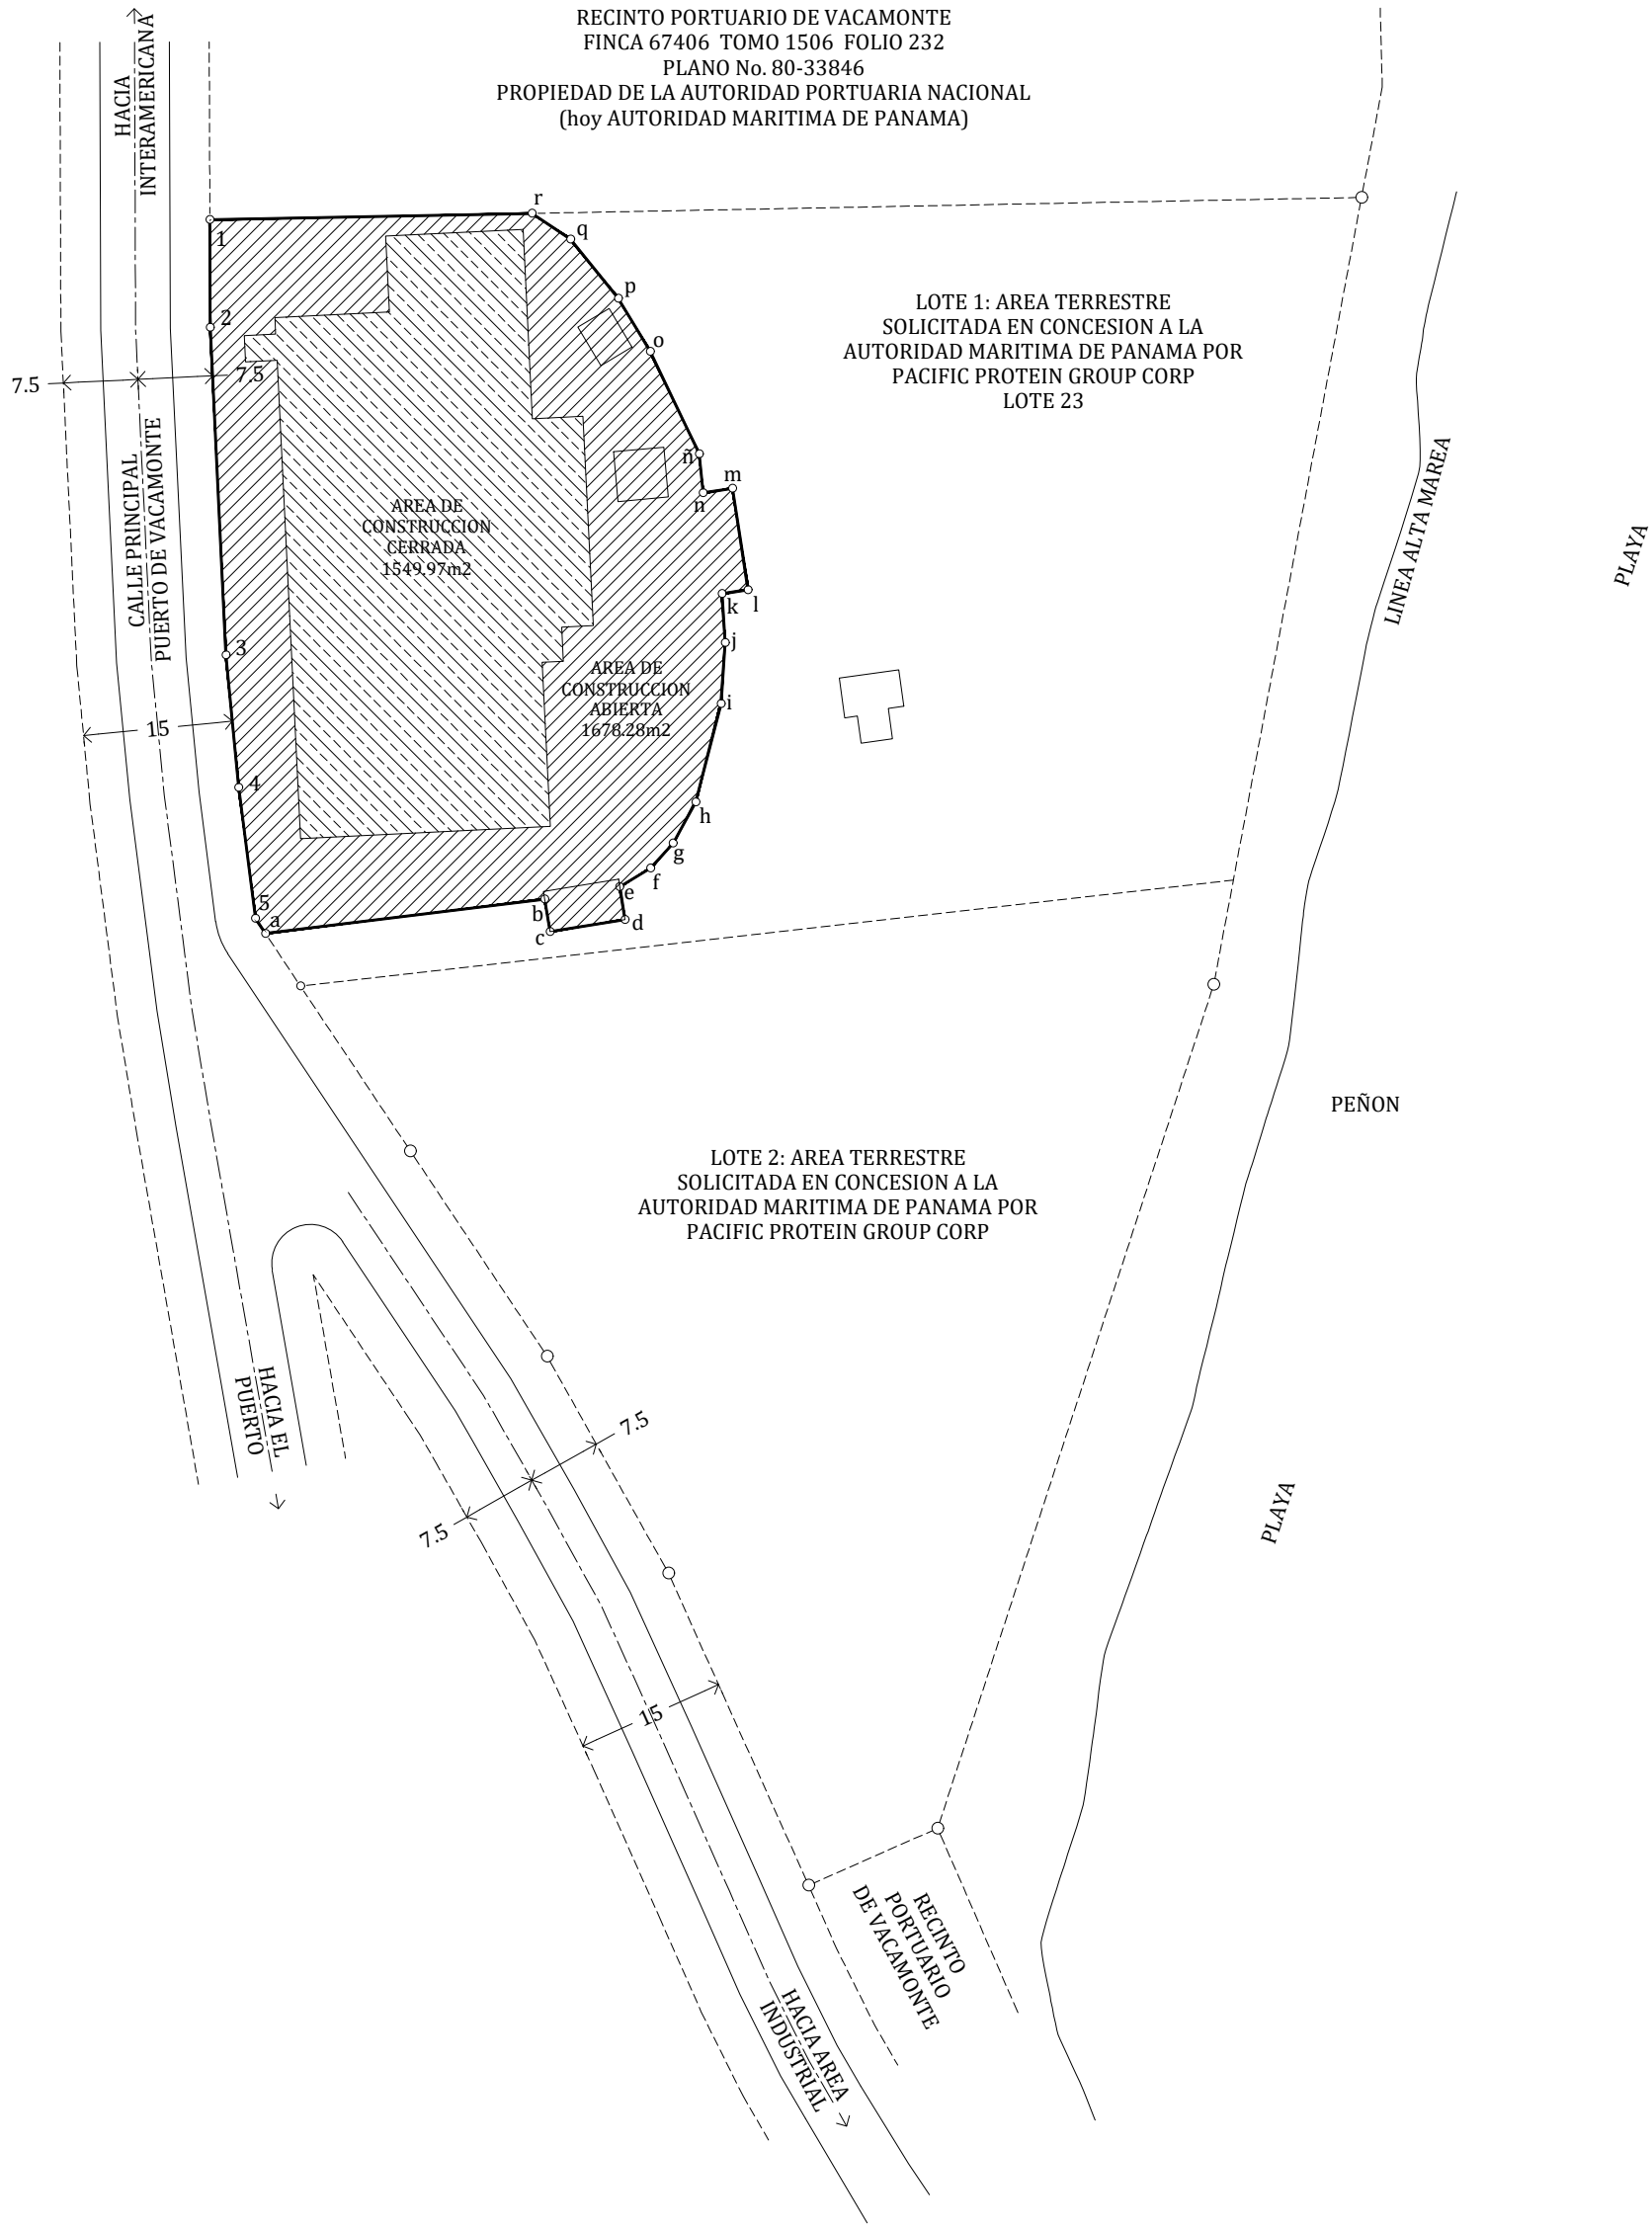 RECINTO PORTUARIO DE VACAMONTE
FINCA 67406 TOMO 1506 FOLIO 232
PLANO No. 80-33846
PROPIEDAD DE LA AUTORIDAD PORTUARIA NACIONAL
(hoy AUTORIDAD MARITIMA DE PANAMA)
HACIA
INTERAMERICANA
r
q
1
p
2
o
LOTE 1: AREA TERRESTRE
SOLICITADA EN CONCESION A LA
AUTORIDAD MARITIMA DE PANAMA POR
PACIFIC PROTEIN GROUP CORP
LOTE 23
7.5
7.5
CALLE PRINCIPAL
PUERTO DE VACAMONTE
ñ
m
n
LINEA ALTA MAREA
PLAYA
AREA DE
CONSTRUCCION
CERRADA
1549.97m2
k
l
j
3
AREA DE
CONSTRUCCION
ABIERTA
1678.28m2
i
15
4
h
g
f
e
5
a
b
c
d
PEÑON
LOTE 2: AREA TERRESTRE
SOLICITADA EN CONCESION A LA
AUTORIDAD MARITIMA DE PANAMA POR
PACIFIC PROTEIN GROUP CORP
HACIA EL
PUERTO
7.5
7.5
PLAYA
15
RECINTO
PORTUARIO
DE VACAMONTE
HACIA AREA
INDUSTRIAL